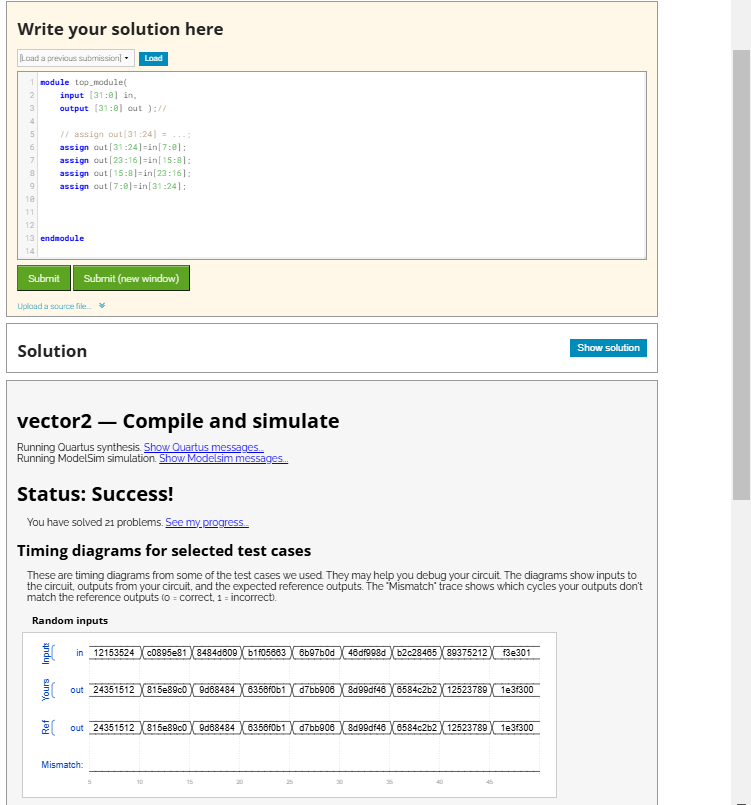 Write your solution here
[Load a previous submission]
Load
1 module top_module(
2 input [31:0] in,
3 output [31:0] out );//
4
5 // assign out[31:24] = ...;
6 assign out[31:24]=in[7:0];
7 assign out[23:16]=in[15:8];
8 assign out[15:8]=in[23:16];
9 assign out[7:0]=in[31:24];
10
11
12
13 endmodule
14
Submit Submit (new window)
Upload a source file...
Solution
Show solution
vector2 — Compile and simulate
Running Quartus synthesis. Show Quartus messages...
Running ModelSim simulation. Show Modelsim messages...
Status: Success!
You have solved 21 problems. See my progress...
Timing diagrams for selected test cases
These are timing diagrams from some of the test cases we used. They may help you debug your circuit. The diagrams show inputs to
the circuit, outputs from your circuit, and the expected reference outputs. The "Mismatch" trace shows which cycles your outputs don't
match the reference outputs (0 = correct, 1 = incorrect).
Random inputs
Inputs in 12153524 c0895e81 8484d609 b1f05663 6b97b0d 46df998d b2c28465 89375212 f3e301
Yours out 24351512 815e89c0 9d68484 6356f0b1 d7bb906 8d99df46 6584c2b2 12523789 1e3f300
Ref out 24351512 815e89c0 9d68484 6356f0b1 d7bb906 8d99df46 6584c2b2 12523789 1e3f300
Mismatch:
5 10 15 20 25 30 35 40 45